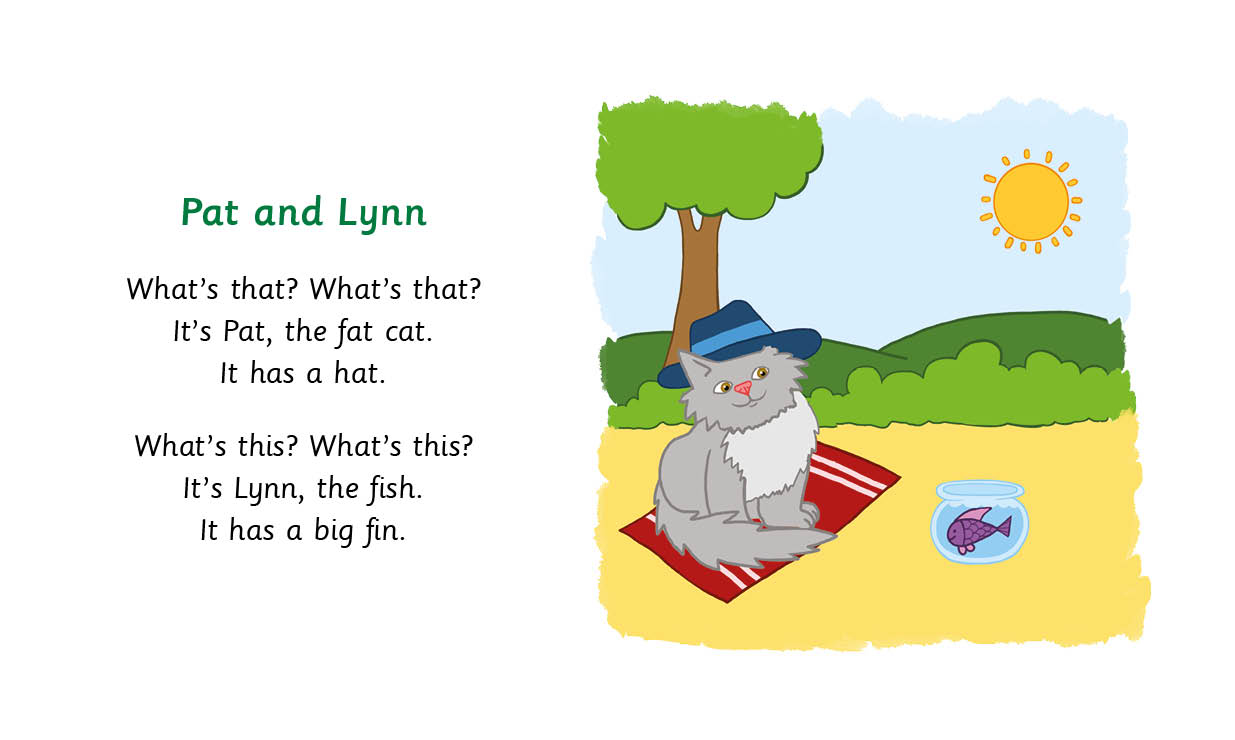 Pat and Lynn
What’s that? What’s that?
It’s Pat, the fat cat.
It has a hat.
What’s this? What’s this?
It’s Lynn, the fish.
It has a big fin.